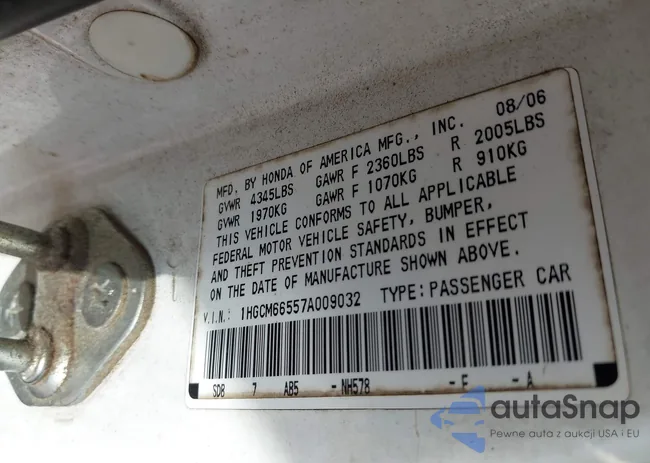 MFD. BY HONDA OF AMERICA MFG., INC. 08/06
GVWR 4345LBS GAWR F 2360LBS R 2005LBS
GVWR 1970KG GAWR F 1070KG R 910KG
THIS VEHICLE CONFORMS TO ALL APPLICABLE
FEDERAL MOTOR VEHICLE SAFETY, BUMPER,
AND THEFT PREVENTION STANDARDS IN EFFECT
ON THE DATE OF MANUFACTURE SHOWN ABOVE.
V.I.N.: 1HGCM66557A009032 TYPE: PASSENGER CAR
SDB 7 AB5 - NH578 - E - A
autaSnap
Pewne auta z aukcji USA i EU